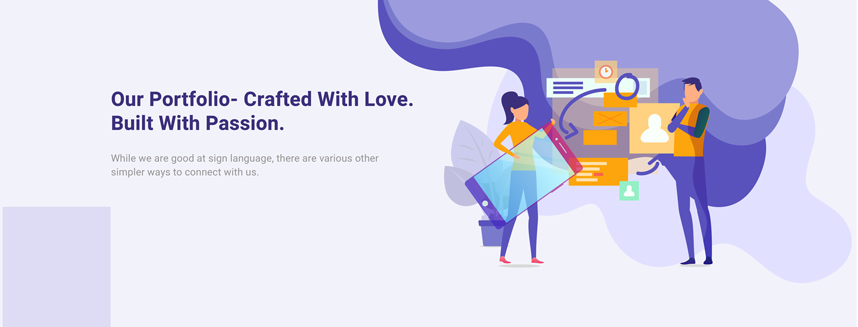 Our Portfolio- Crafted With Love.
Built With Passion.
While we are good at sign language, there are various other
simpler ways to connect with us.